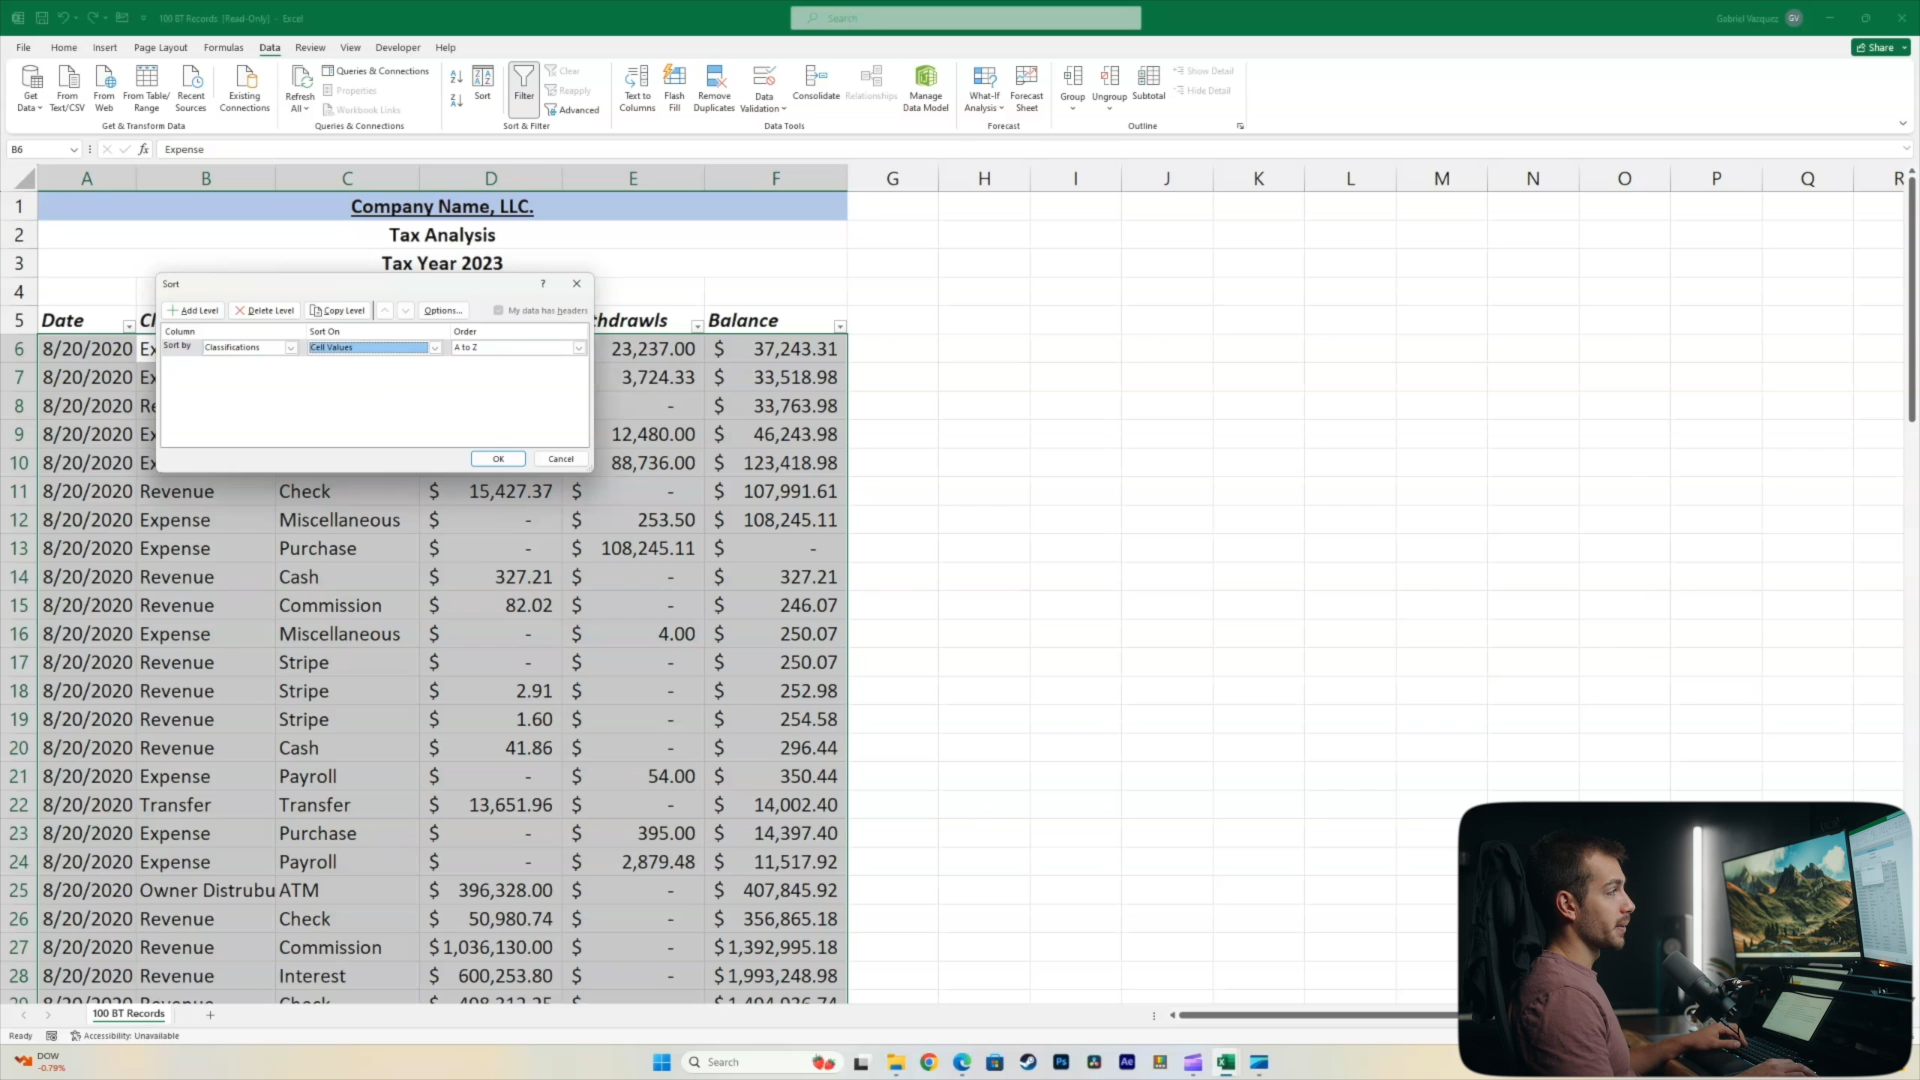 100 BT Records [Read-Only] - Excel
Search
Gabriel Vazquez GV
File Home Insert Page Layout Formulas Data Review View Developer Help
Share
Get Data
From Text/CSV
From Web
From Table/ Range
Recent Sources
Existing Connections
Get & Transform Data
Refresh All
Queries & Connections
Properties
Workbook Links
Queries & Connections
Sort
Filter
Clear
Reapply
Advanced
Sort & Filter
Text to Columns
Flash Fill
Remove Duplicates
Data Validation
Consolidate
Relationships
Manage Data Model
Data Tools
What-If Analysis
Forecast Sheet
Forecast
Group
Ungroup
Subtotal
Show Detail
Hide Detail
Outline
B6 fx Expense
A B C D E F G H I J K L M N O P Q R
1 Company Name, LLC.
2 Tax Analysis
3 Tax Year 2023
4
Sort ?
Add Level Delete Level Copy Level Options... My data has headers
Column Sort On Order
Sort by Classifications Cell Values A to Z
OK Cancel
5 Date Cl thdrawls Balance
6 8/20/2020 Ex 23,237.00 $ 37,243.31
7 8/20/2020 Ex 3,724.33 $ 33,518.98
8 8/20/2020 Re - $ 33,763.98
9 8/20/2020 Ex 12,480.00 $ 46,243.98
10 8/20/2020 Ex 88,736.00 $ 123,418.98
11 8/20/2020 Revenue Check $ 15,427.37 $ - $ 107,991.61
12 8/20/2020 Expense Miscellaneous $ - $ 253.50 $ 108,245.11
13 8/20/2020 Expense Purchase $ - $ 108,245.11 $ -
14 8/20/2020 Revenue Cash $ 327.21 $ - $ 327.21
15 8/20/2020 Revenue Commission $ 82.02 $ - $ 246.07
16 8/20/2020 Expense Miscellaneous $ - $ 4.00 $ 250.07
17 8/20/2020 Revenue Stripe $ - $ - $ 250.07
18 8/20/2020 Revenue Stripe $ 2.91 $ - $ 252.98
19 8/20/2020 Revenue Stripe $ 1.60 $ - $ 254.58
20 8/20/2020 Revenue Cash $ 41.86 $ - $ 296.44
21 8/20/2020 Expense Payroll $ - $ 54.00 $ 350.44
22 8/20/2020 Transfer Transfer $ 13,651.96 $ - $ 14,002.40
23 8/20/2020 Expense Purchase $ - $ 395.00 $ 14,397.40
24 8/20/2020 Expense Payroll $ - $ 2,879.48 $ 11,517.92
25 8/20/2020 Owner Distrubu ATM $ 396,328.00 $ - $ 407,845.92
26 8/20/2020 Revenue Check $ 50,980.74 $ - $ 356,865.18
27 8/20/2020 Revenue Commission $ 1,036,130.00 $ - $ 1,392,995.18
28 8/20/2020 Revenue Interest $ 600,253.80 $ - $ 1,993,248.98
100 BT Records
Ready Accessibility: Unavailable
DOW
-0.79%
Search
Ps
Ae